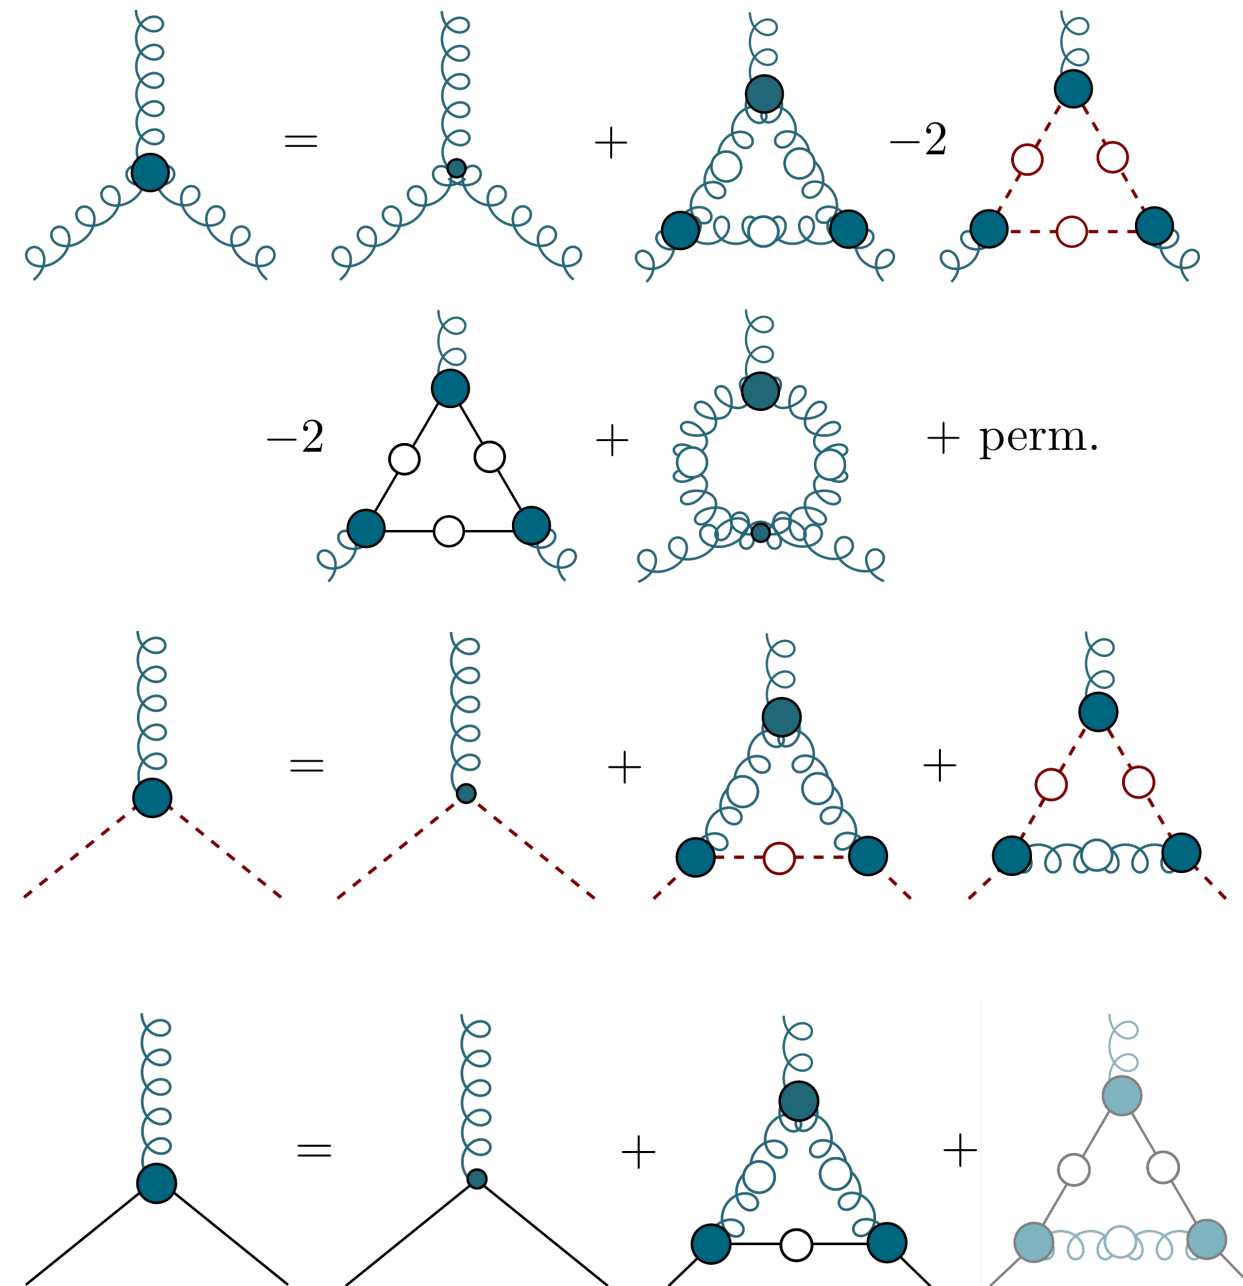 = + −2
−2 + + perm.
= + +
= + +